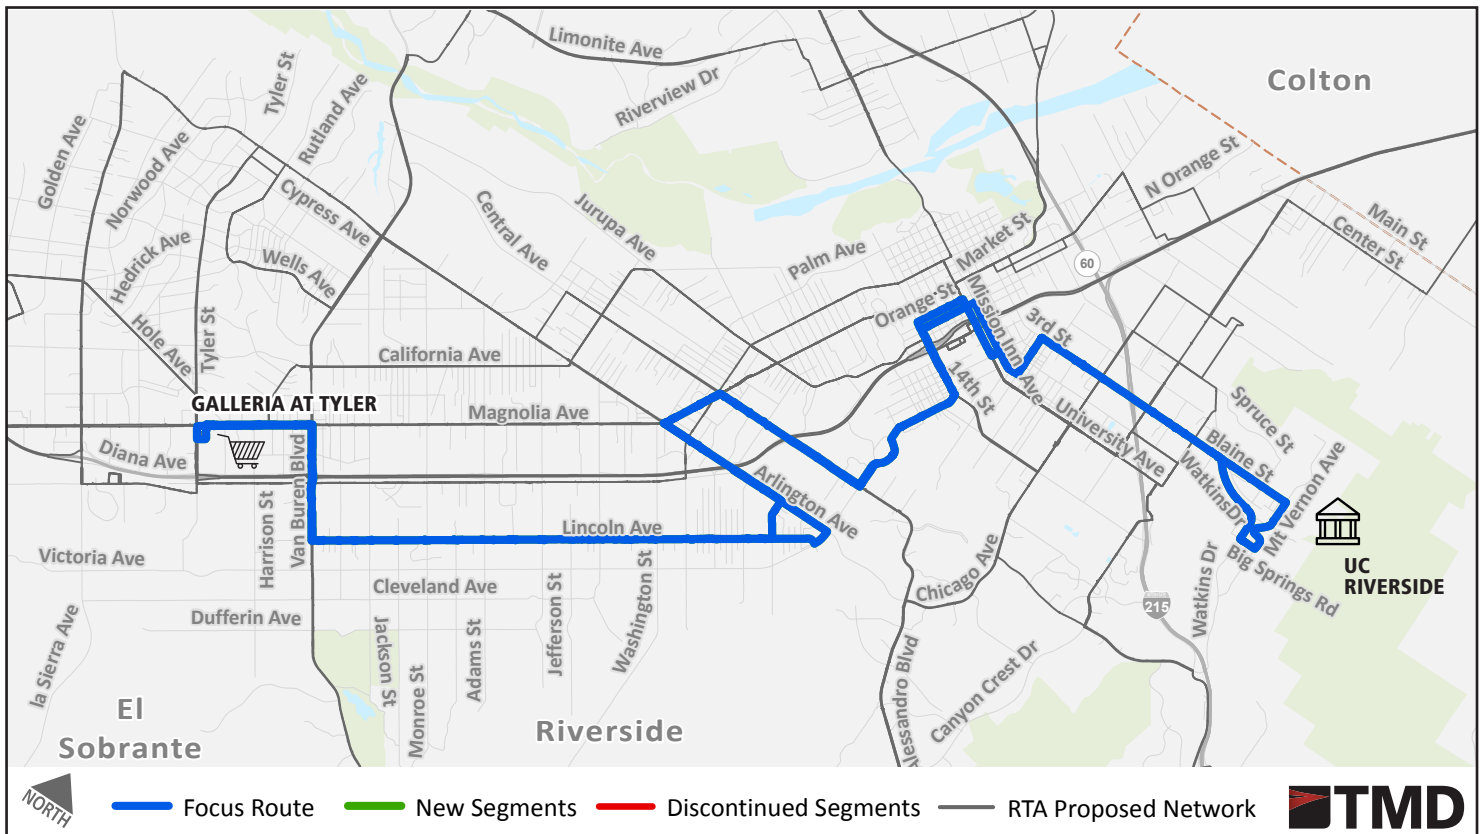 Limonite Ave
Colton
Tyler St
Rutland Ave
Riverview Dr
Golden Ave
Norwood Ave
N Orange St
Cypress Ave
Central Ave
Jurupa Ave
Main St
Center St
Hedrick Ave
Wells Ave
Palm Ave
Market St
60
Hole Ave
Tyler St
Orange St
Mission Inn Ave
3rd St
California Ave
14th St
GALLERIA AT TYLER
Magnolia Ave
University Ave
Spruce St
Blaine St
Diana Ave
Van Buren Blvd
Arlington Ave
Watkins Dr
Mt Vernon Ave
Harrison St
Lincoln Ave
Victoria Ave
Big Springs Rd
UC
RIVERSIDE
Cleveland Ave
Washington St
Chicago Ave
Watkins Dr
215
Dufferin Ave
la Sierra Ave
Jackson St
Monroe St
Adams St
Jefferson St
Canyon Crest Dr
lessandro Blvd
El
Sobrante
Riverside
NORTH
Focus Route
New Segments
Discontinued Segments
RTA Proposed Network
TMD